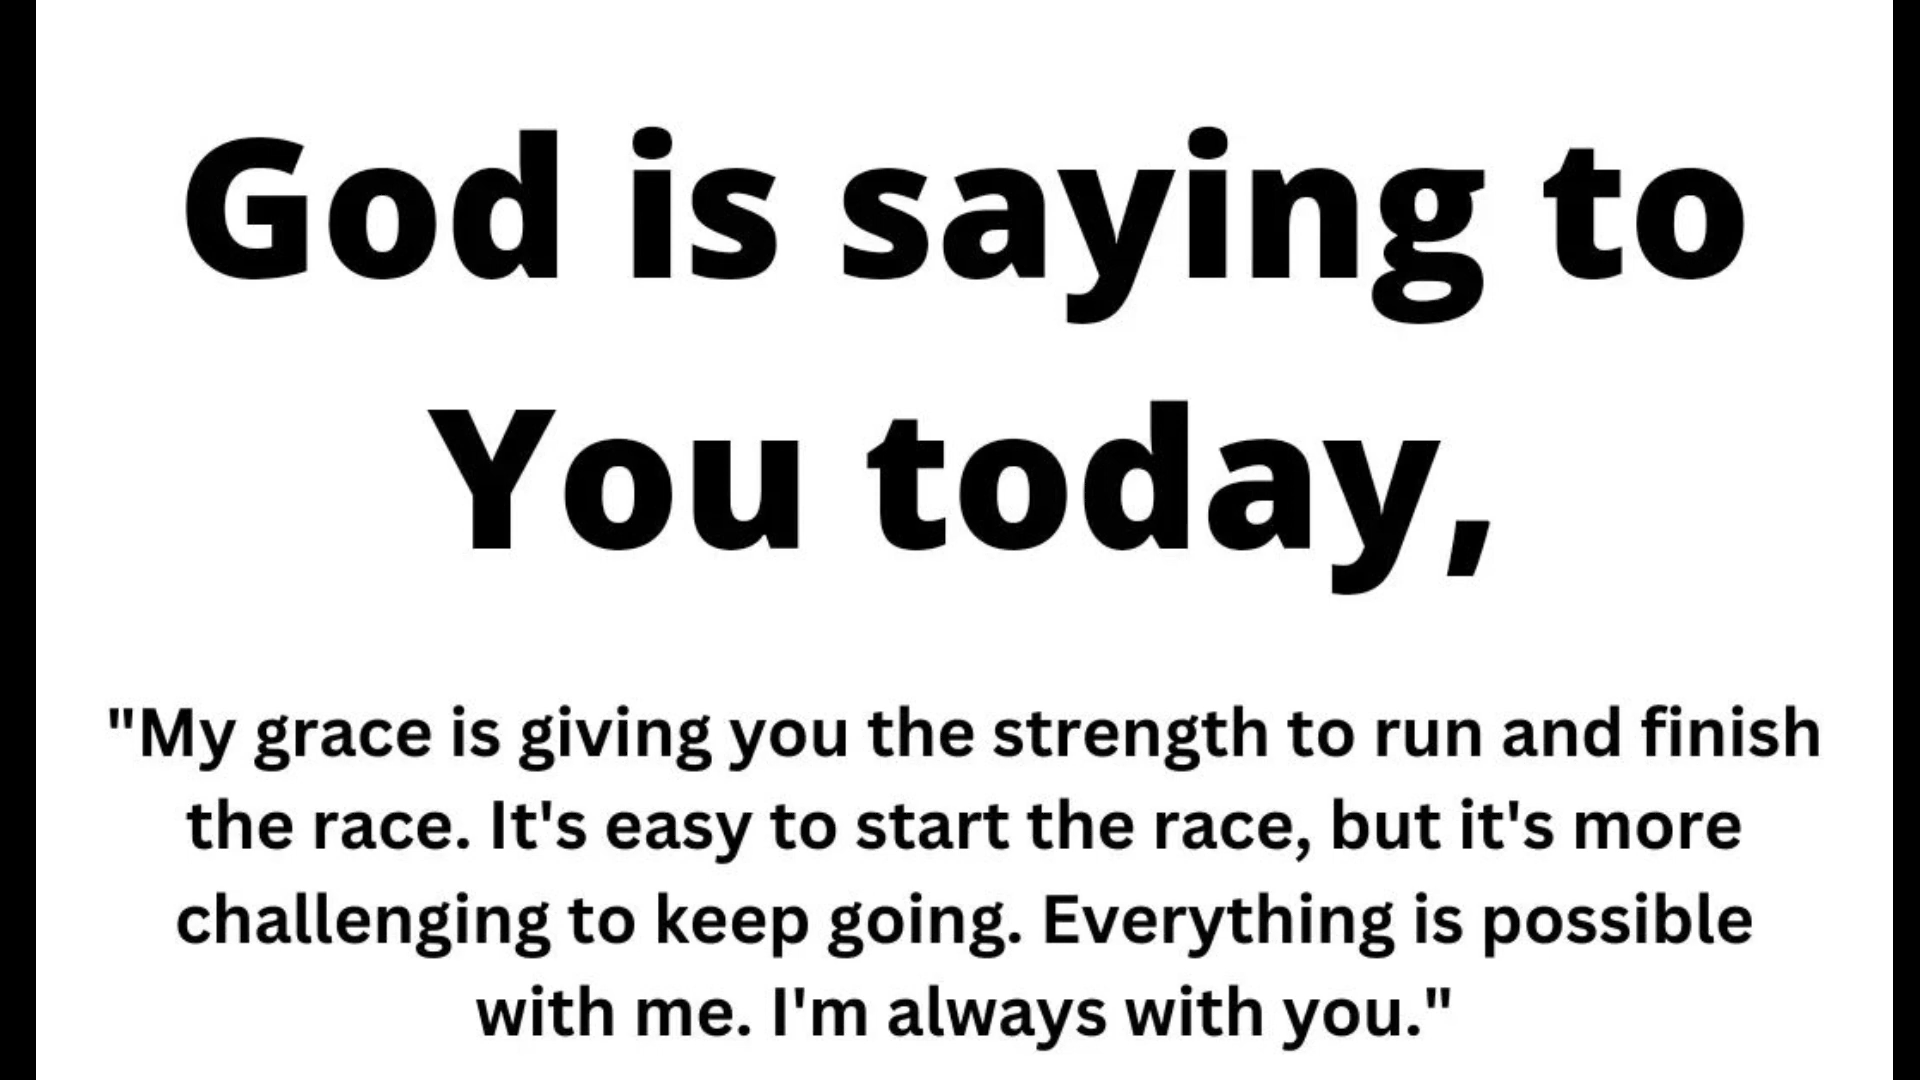 God is saying to
You today,
"My grace is giving you the strength to run and finish
the race. It's easy to start the race, but it's more
challenging to keep going. Everything is possible
with me. I'm always with you."